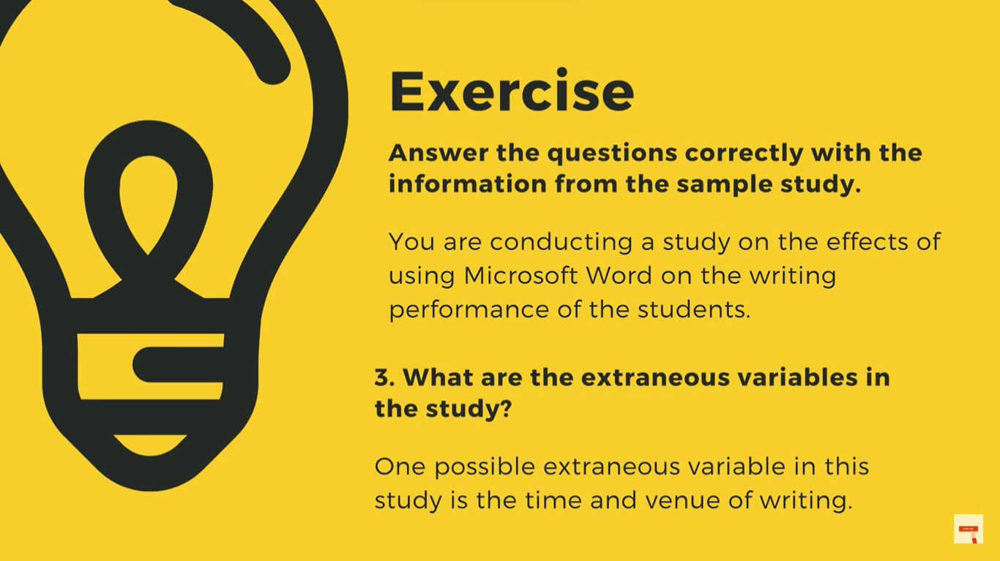 Exercise
Answer the questions correctly with the
information from the sample study.
You are conducting a study on the effects of
using Microsoft Word on the writing
performance of the students.
3. What are the extraneous variables in
the study?
One possible extraneous variable in this
study is the time and venue of writing.